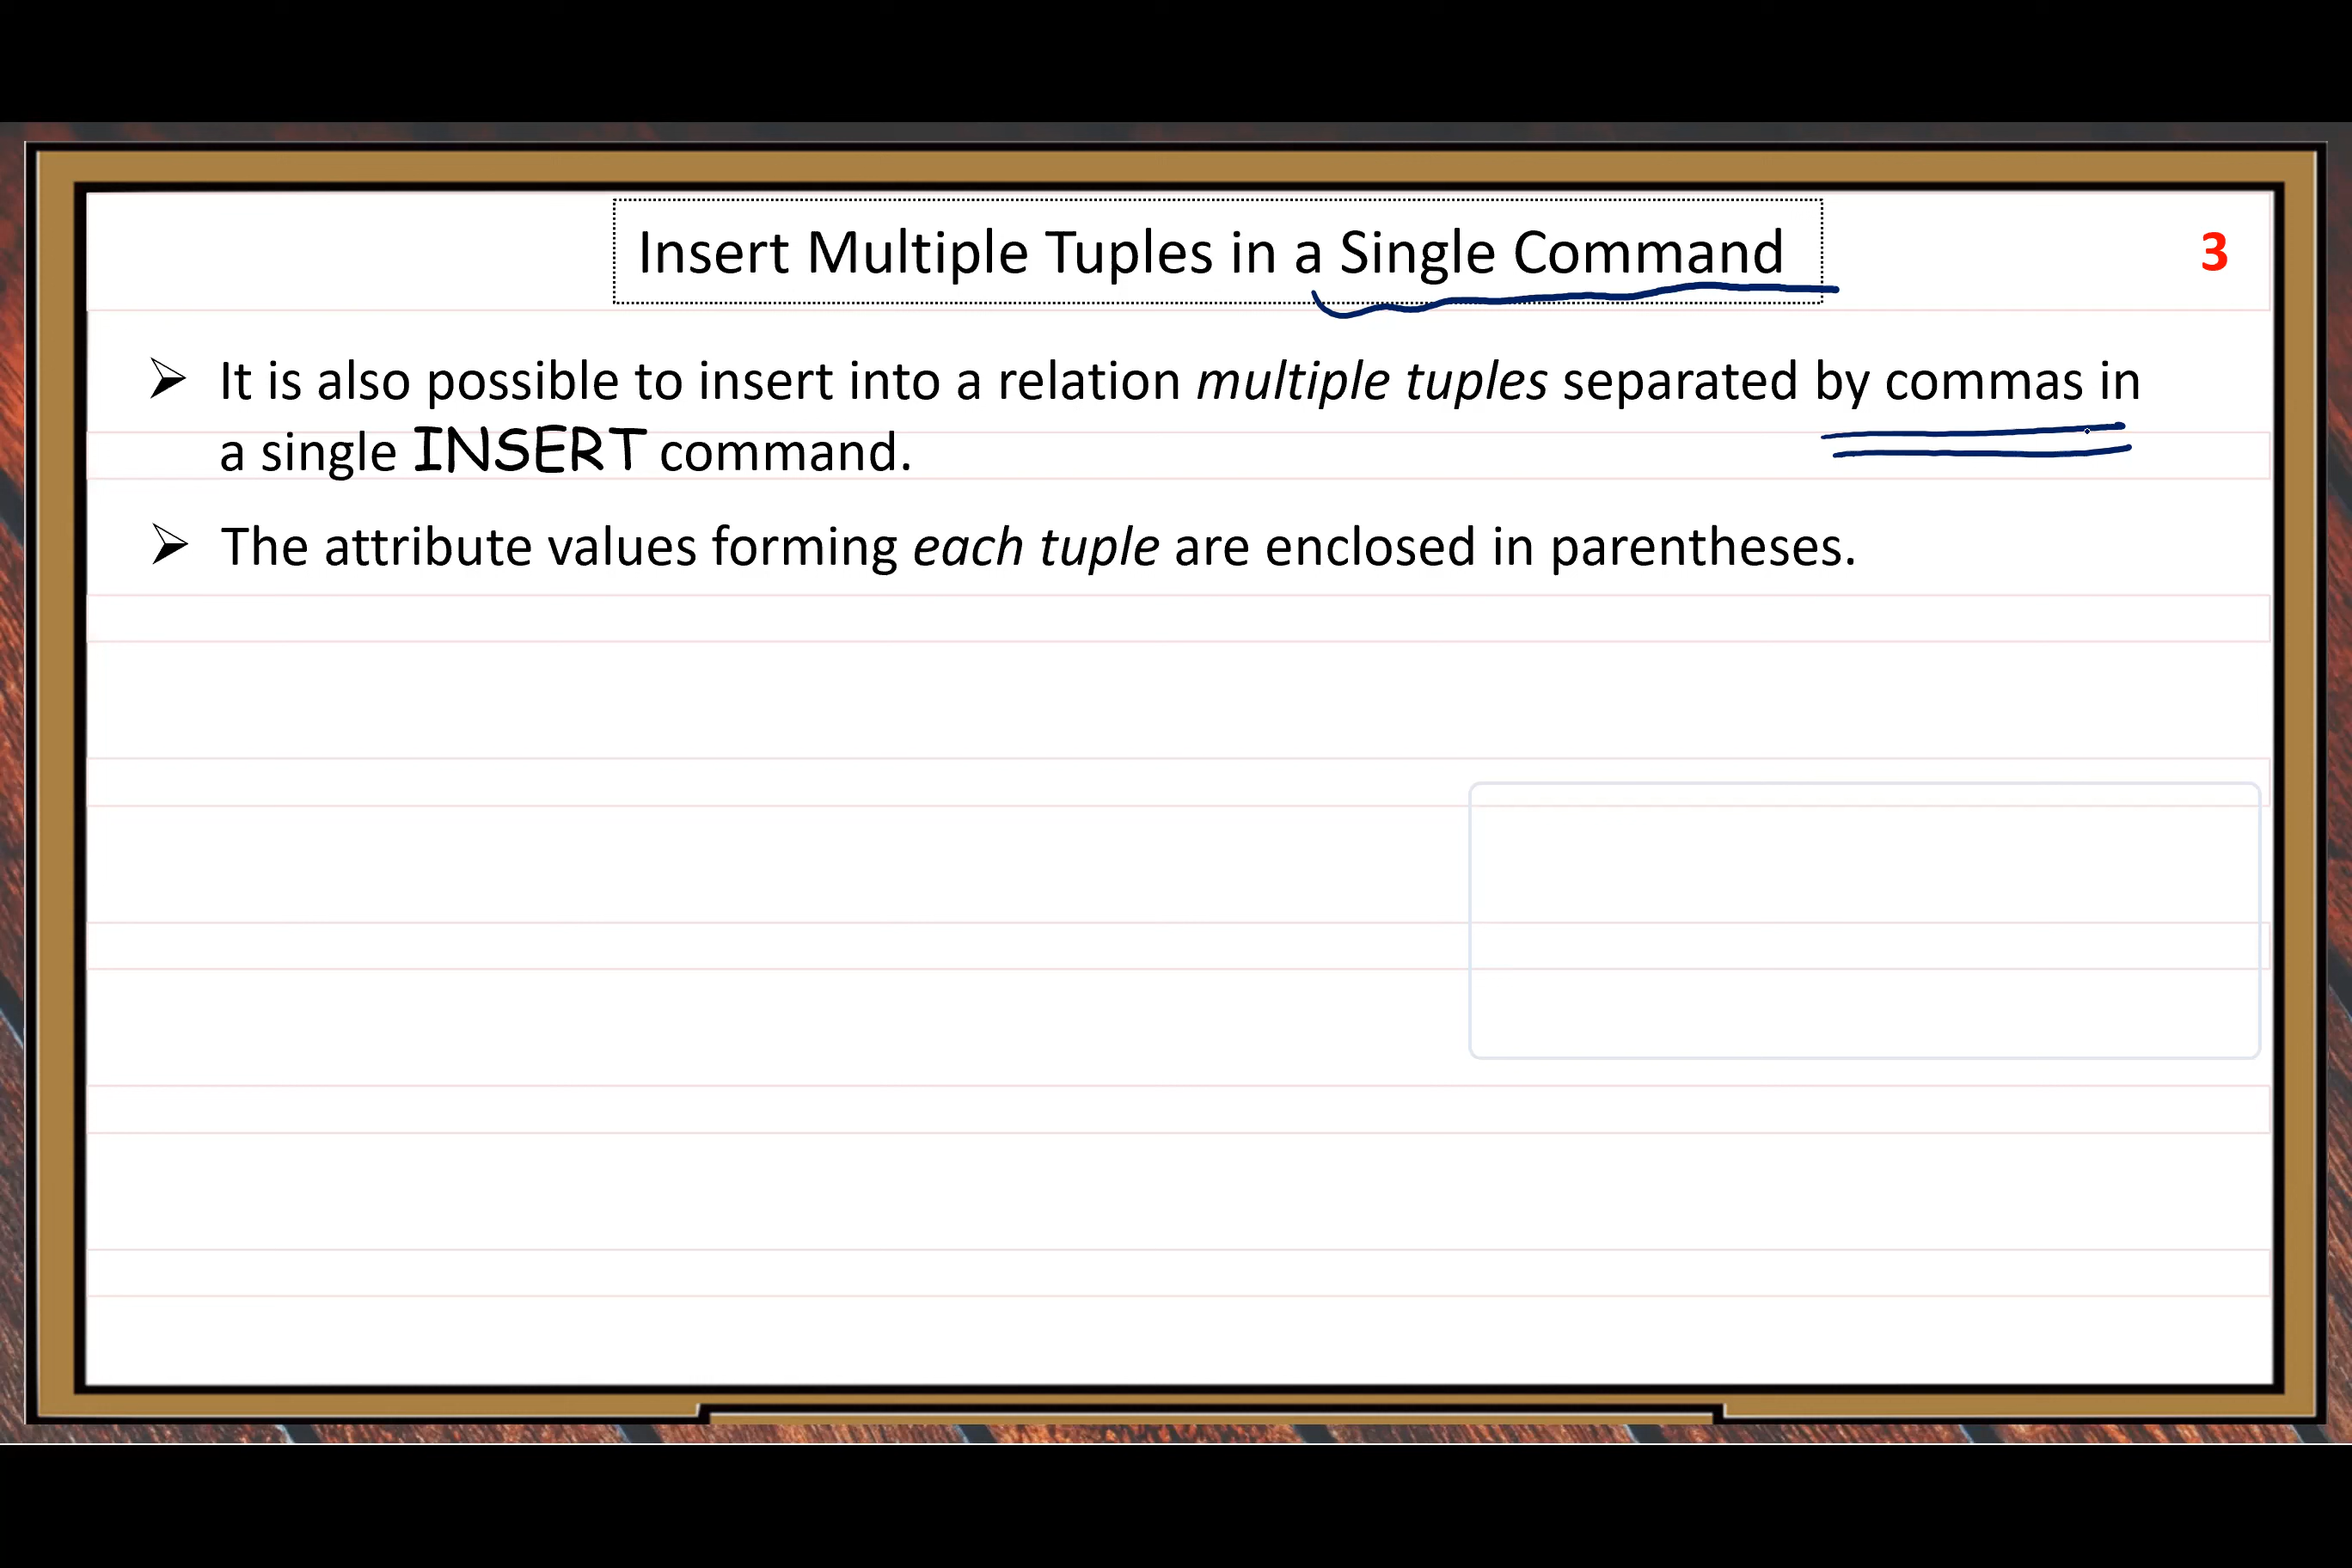 Insert Multiple Tuples in a Single Command
3
➢ It is also possible to insert into a relation multiple tuples separated by commas in
a single INSERT command.
➢ The attribute values forming each tuple are enclosed in parentheses.